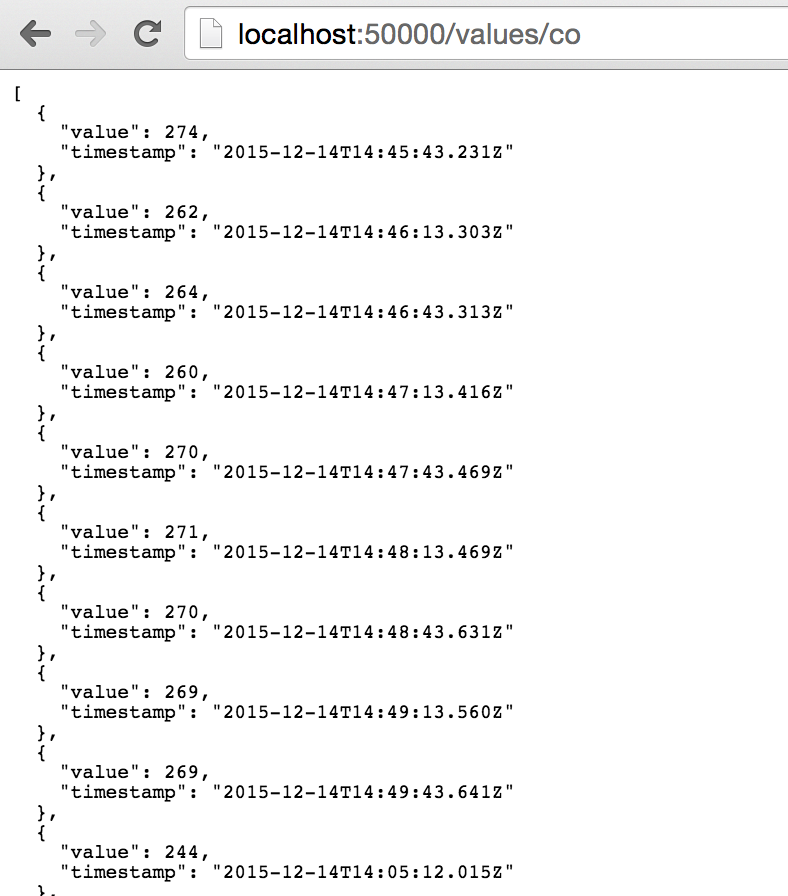 localhost:50000/values/co
[
  {
    "value": 274,
    "timestamp": "2015-12-14T14:45:43.231Z"
  },
  {
    "value": 262,
    "timestamp": "2015-12-14T14:46:13.303Z"
  },
  {
    "value": 264,
    "timestamp": "2015-12-14T14:46:43.313Z"
  },
  {
    "value": 260,
    "timestamp": "2015-12-14T14:47:13.416Z"
  },
  {
    "value": 270,
    "timestamp": "2015-12-14T14:47:43.469Z"
  },
  {
    "value": 271,
    "timestamp": "2015-12-14T14:48:13.469Z"
  },
  {
    "value": 270,
    "timestamp": "2015-12-14T14:48:43.631Z"
  },
  {
    "value": 269,
    "timestamp": "2015-12-14T14:49:13.560Z"
  },
  {
    "value": 269,
    "timestamp": "2015-12-14T14:49:43.641Z"
  },
  {
    "value": 244,
    "timestamp": "2015-12-14T14:05:12.015Z"
  },